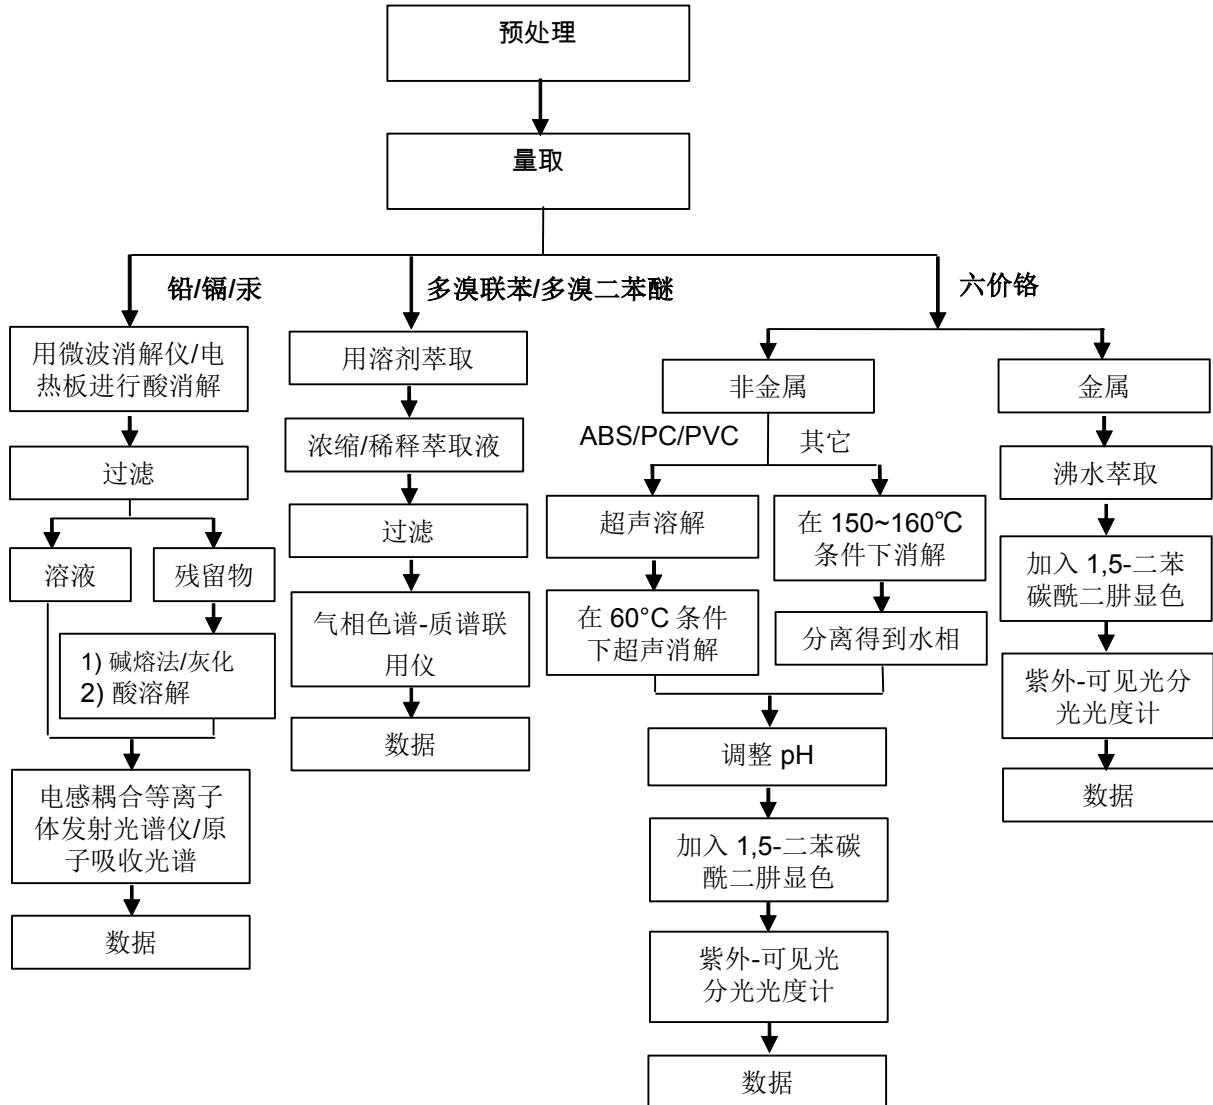 预处理
量取
铅/镉/汞
多溴联苯/多溴二苯醚
六价铬
用微波消解仪/电
热板进行酸消解
过滤
溶液
残留物
1) 碱熔法/灰化
2) 酸溶解
电感耦合等离子
体发射光谱仪/原
子吸收光谱
数据
用溶剂萃取
浓缩/稀释萃取液
过滤
气相色谱-质谱联
用仪
数据
非金属
ABS/PC/PVC
其它
超声溶解
在 60°C 条件
下超声消解
在 150~160℃
条件下消解
分离得到水相
调整 pH
加入 1,5-二苯碳
酰二肼显色
紫外-可见光
分光光度计
数据
金属
沸水萃取
加入 1,5-二苯
碳酰二肼显色
紫外-可见光分
光光度计
数据